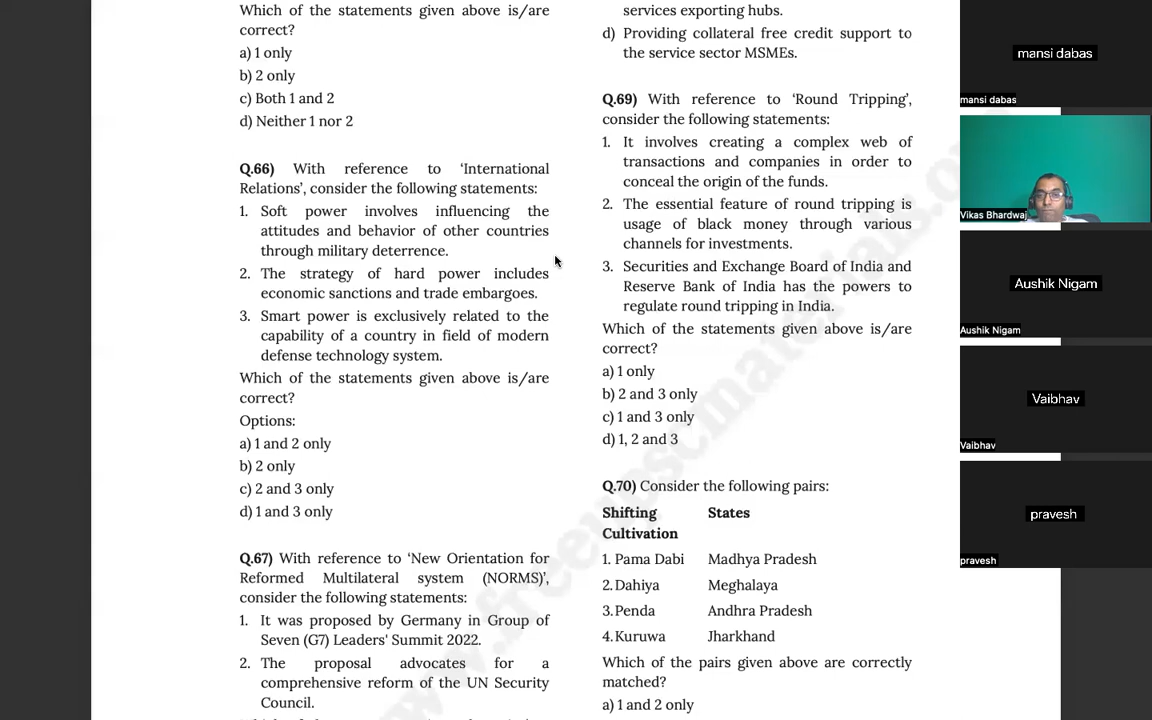 Which of the statements given above is/are
correct?
a) 1 only
b) 2 only
c) Both 1 and 2
d) Neither 1 nor 2
Q.66) With reference to ‘International
Relations’, consider the following statements:
1. Soft power involves influencing the
attitudes and behavior of other countries
through military deterrence.
2. The strategy of hard power includes
economic sanctions and trade embargoes.
3. Smart power is exclusively related to the
capability of a country in field of modern
defense technology system.
Which of the statements given above is/are
correct?
Options:
a) 1 and 2 only
b) 2 only
c) 2 and 3 only
d) 1 and 3 only
Q.67) With reference to ‘New Orientation for
Reformed Multilateral system (NORMS)’,
consider the following statements:
1. It was proposed by Germany in Group of
Seven (G7) Leaders' Summit 2022.
2. The proposal advocates for a
comprehensive reform of the UN Security
Council.
services exporting hubs.
d) Providing collateral free credit support to
the service sector MSMEs.
Q.69) With reference to ‘Round Tripping’,
consider the following statements:
1. It involves creating a complex web of
transactions and companies in order to
conceal the origin of the funds.
2. The essential feature of round tripping is
usage of black money through various
channels for investments.
3. Securities and Exchange Board of India and
Reserve Bank of India has the powers to
regulate round tripping in India.
Which of the statements given above is/are
correct?
a) 1 only
b) 2 and 3 only
c) 1 and 3 only
d) 1, 2 and 3
Q.70) Consider the following pairs:
Shifting States
Cultivation
1. Pama Dabi Madhya Pradesh
2. Dahiya Meghalaya
3. Penda Andhra Pradesh
4. Kuruwa Jharkhand
Which of the pairs given above are correctly
matched?
a) 1 and 2 only
mansi dabas
mansi dabas
Vikas Bhardwaj
Aushik Nigam
Aushik Nigam
Vaibhav
Vaibhav
pravesh
pravesh